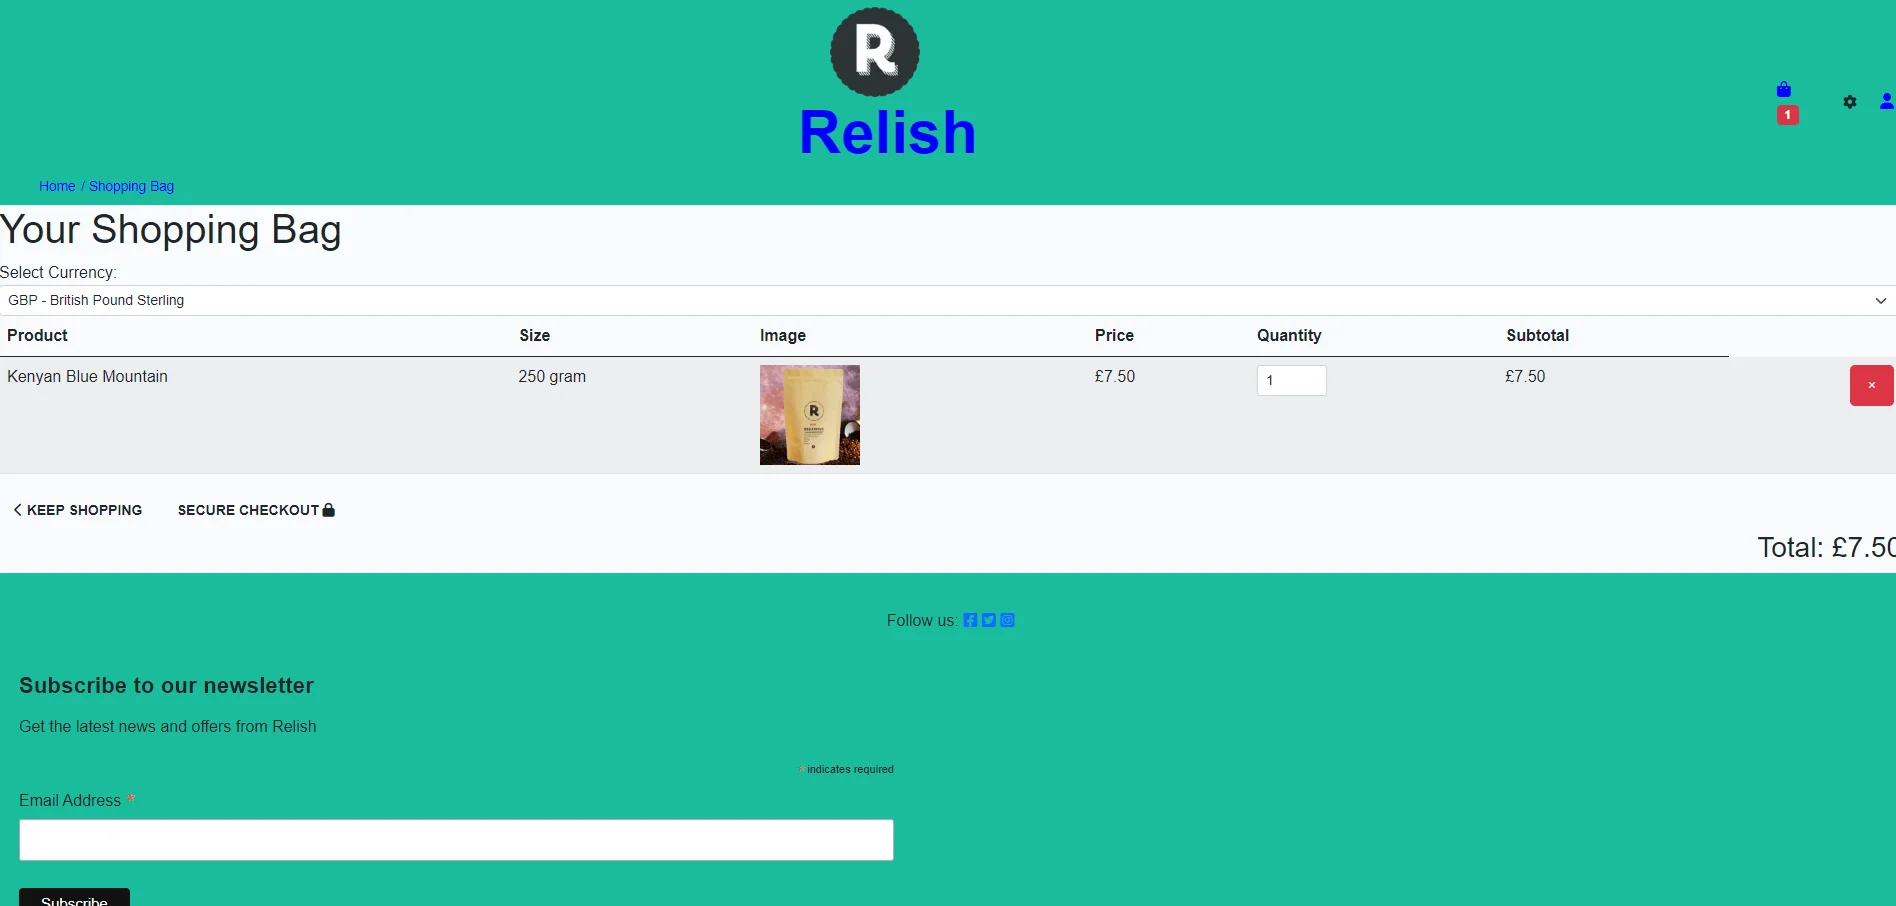 R
Relish
1
Home / Shopping Bag
Your Shopping Bag
Select Currency:
GBP - British Pound Sterling
Product Size Image Price Quantity Subtotal
Kenyan Blue Mountain 250 gram £7.50 1 £7.50 ×
R
KEEP SHOPPING SECURE CHECKOUT
Total: £7.50
Follow us:
Subscribe to our newsletter
Get the latest news and offers from Relish
* indicates required
Email Address *
Subscribe